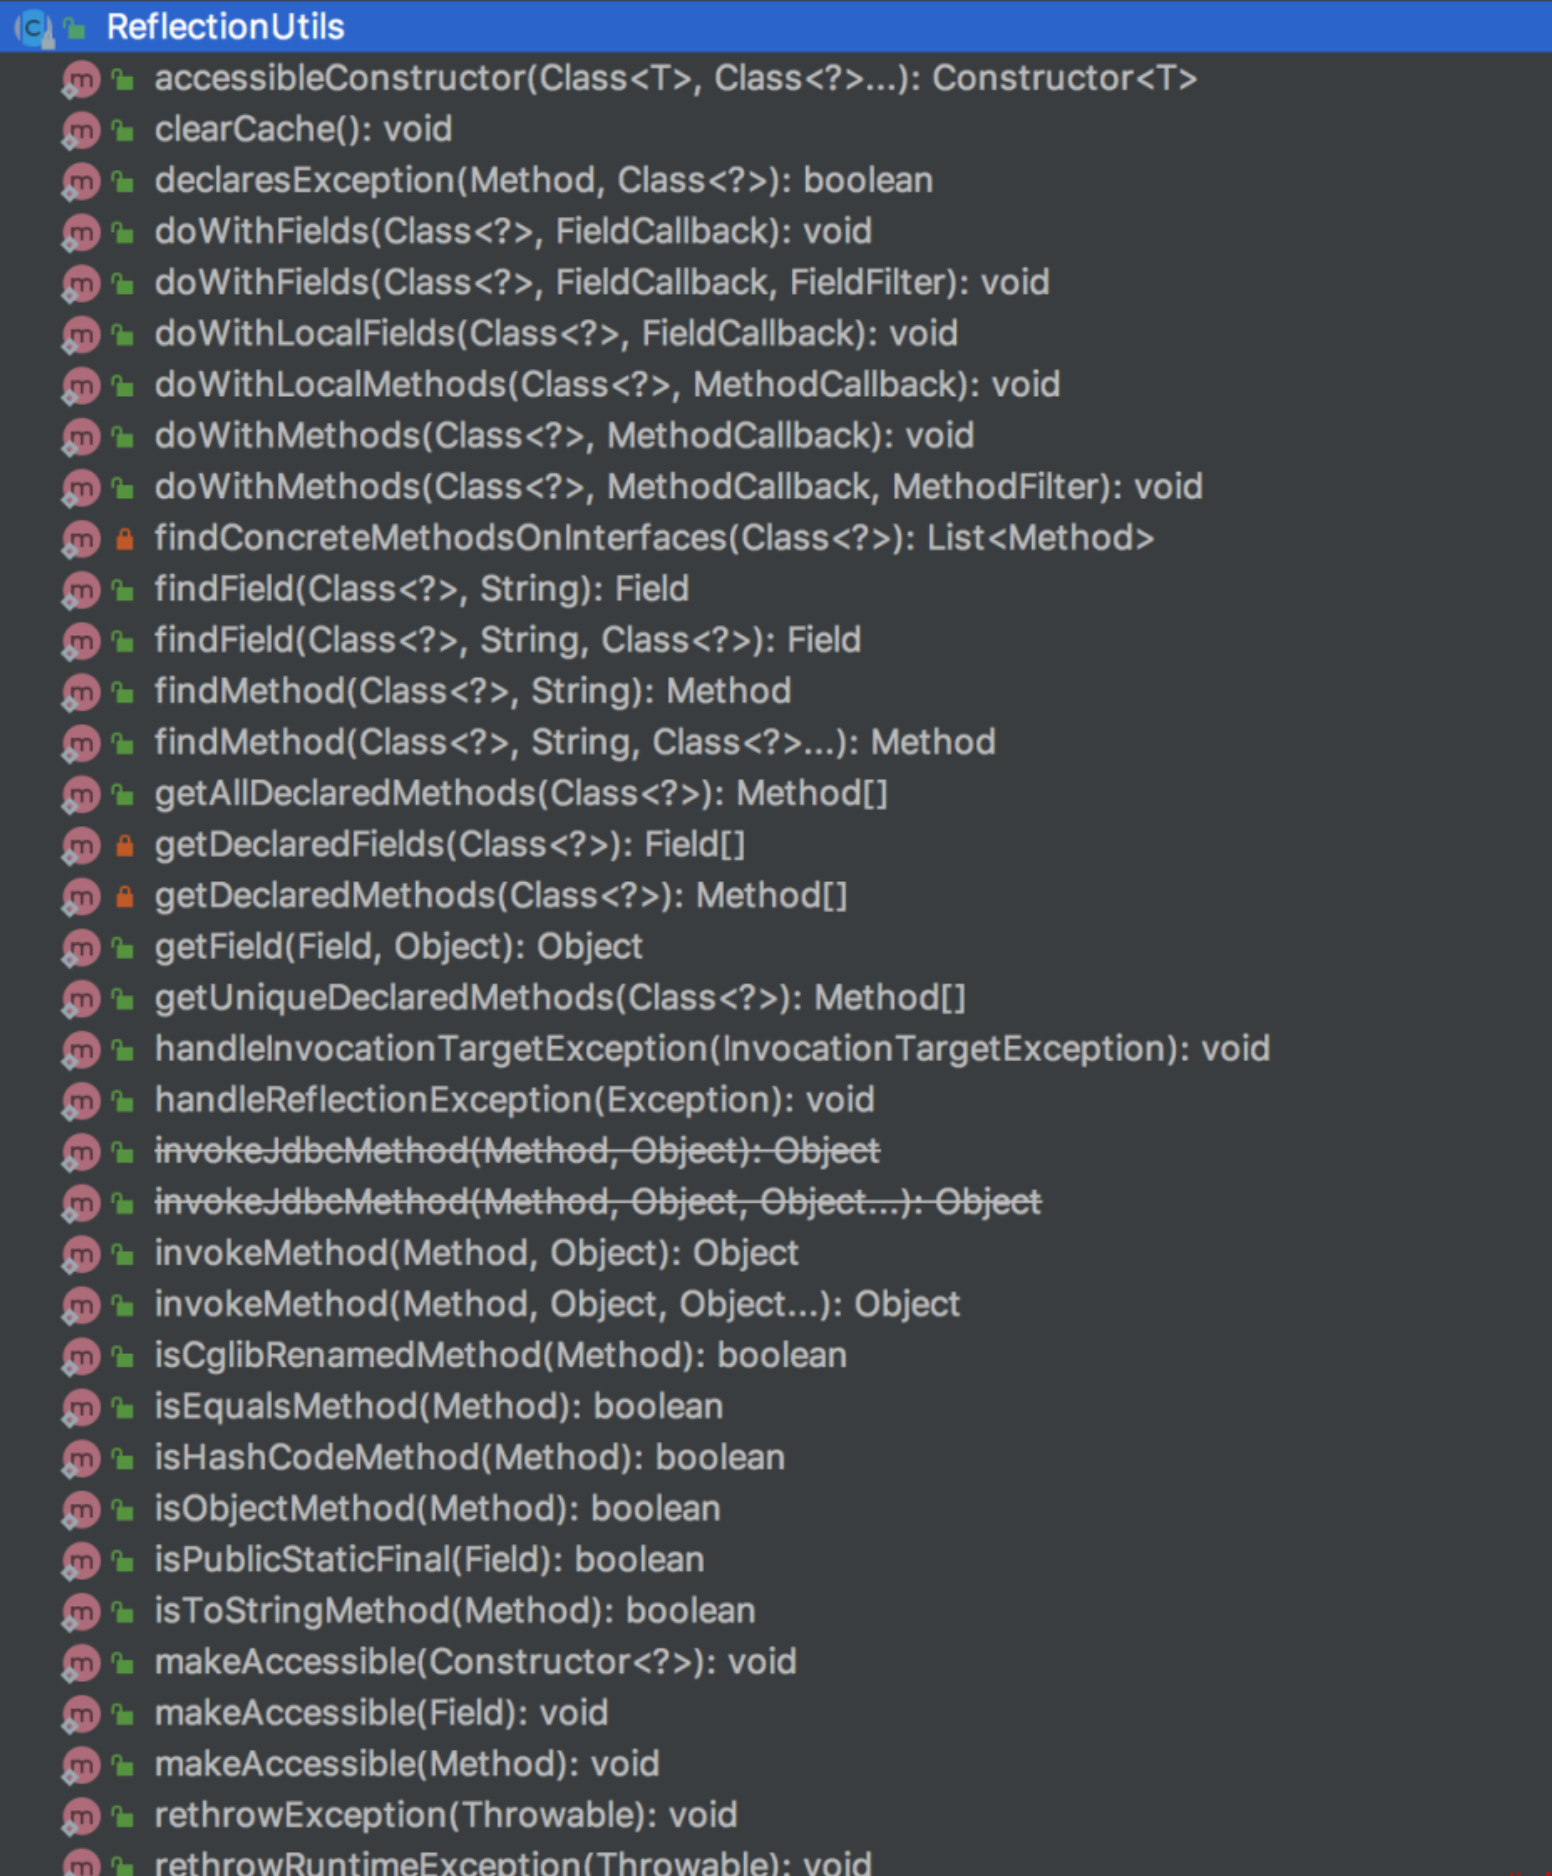 ReflectionUtils
accessibleConstructor(Class<T>, Class<?>...): Constructor<T>
clearCache(): void
declaresException(Method, Class<?>): boolean
doWithFields(Class<?>, FieldCallback): void
doWithFields(Class<?>, FieldCallback, FieldFilter): void
doWithLocalFields(Class<?>, FieldCallback): void
doWithLocalMethods(Class<?>, MethodCallback): void
doWithMethods(Class<?>, MethodCallback): void
doWithMethods(Class<?>, MethodCallback, MethodFilter): void
findConcreteMethodsOnInterfaces(Class<?>): List<Method>
findField(Class<?>, String): Field
findField(Class<?>, String, Class<?>): Field
findMethod(Class<?>, String): Method
findMethod(Class<?>, String, Class<?>...): Method
getAllDeclaredMethods(Class<?>): Method[]
getDeclaredFields(Class<?>): Field[]
getDeclaredMethods(Class<?>): Method[]
getField(Field, Object): Object
getUniqueDeclaredMethods(Class<?>): Method[]
handleInvocationTargetException(InvocationTargetException): void
handleReflectionException(Exception): void
invokeJdbcMethod(Method, Object): Object
invokeJdbcMethod(Method, Object, Object...): Object
invokeMethod(Method, Object): Object
invokeMethod(Method, Object, Object...): Object
isCglibRenamedMethod(Method): boolean
isEqualsMethod(Method): boolean
isHashCodeMethod(Method): boolean
isObjectMethod(Method): boolean
isPublicStaticFinal(Field): boolean
isToStringMethod(Method): boolean
makeAccessible(Constructor<?>): void
makeAccessible(Field): void
makeAccessible(Method): void
rethrowException(Throwable): void
rethrowRuntimeException(Throwable): void